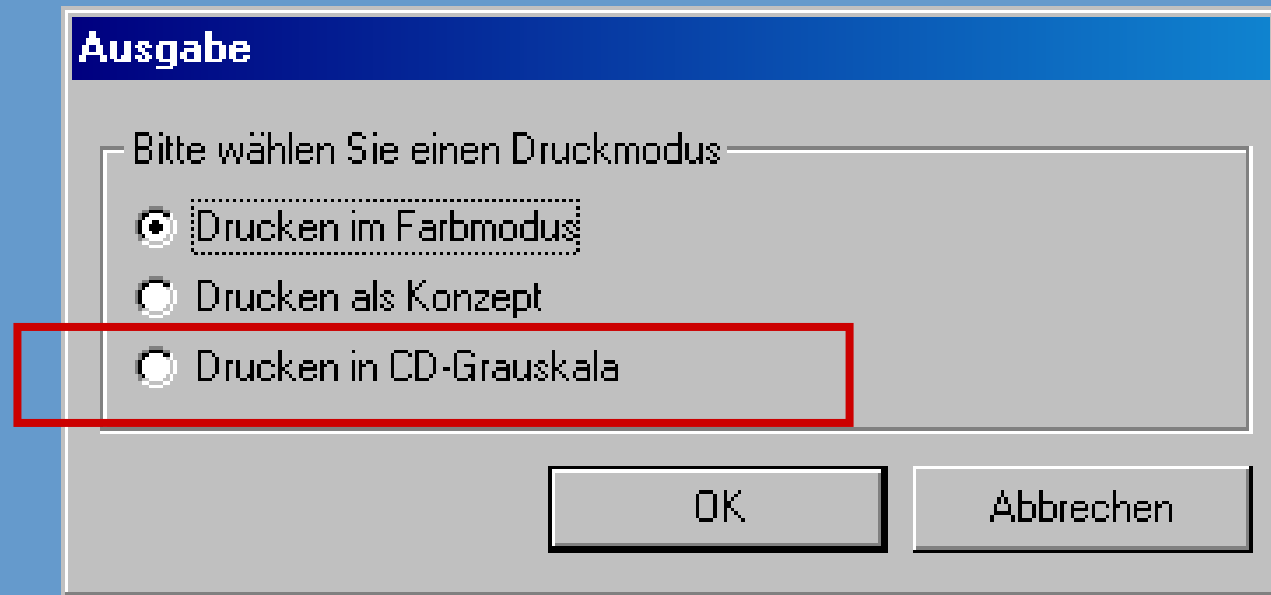 Ausgabe
Bitte wählen Sie einen Druckmodus
Drucken im Farbmodus
Drucken als Konzept
Drucken in CD-Grauskala
OK
Abbrechen